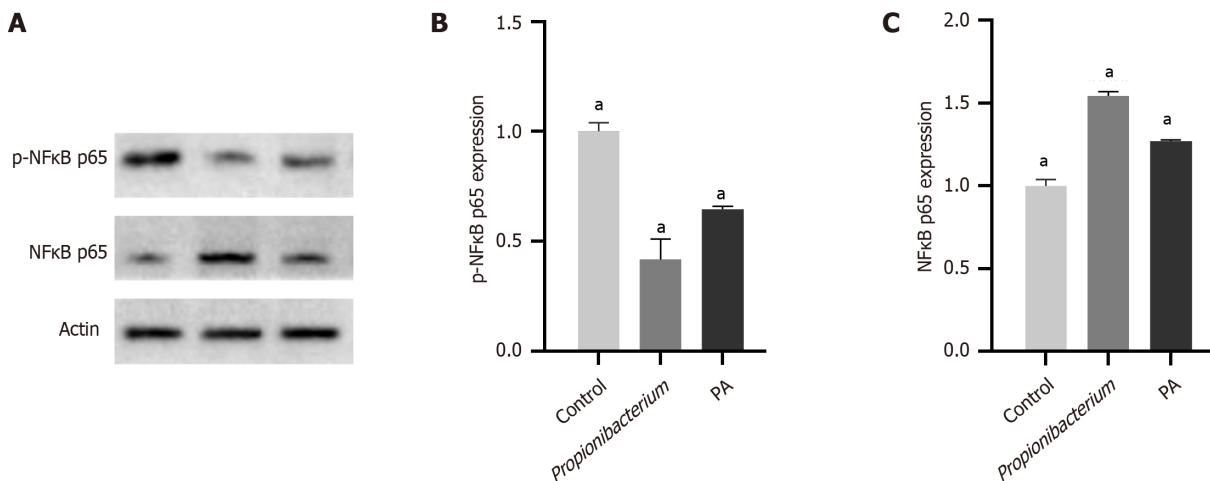 A
p-NFκB p65
NFκB p65
Actin
B
p-NFκB p65 expression
1.5
1.0
0.5
0.0
a
a
a
Control
Propionibacterium
PA
C
NFκB p65 expression
2.0
1.5
1.0
0.5
0.0
a
a
a
Control
Propionibacterium
PA